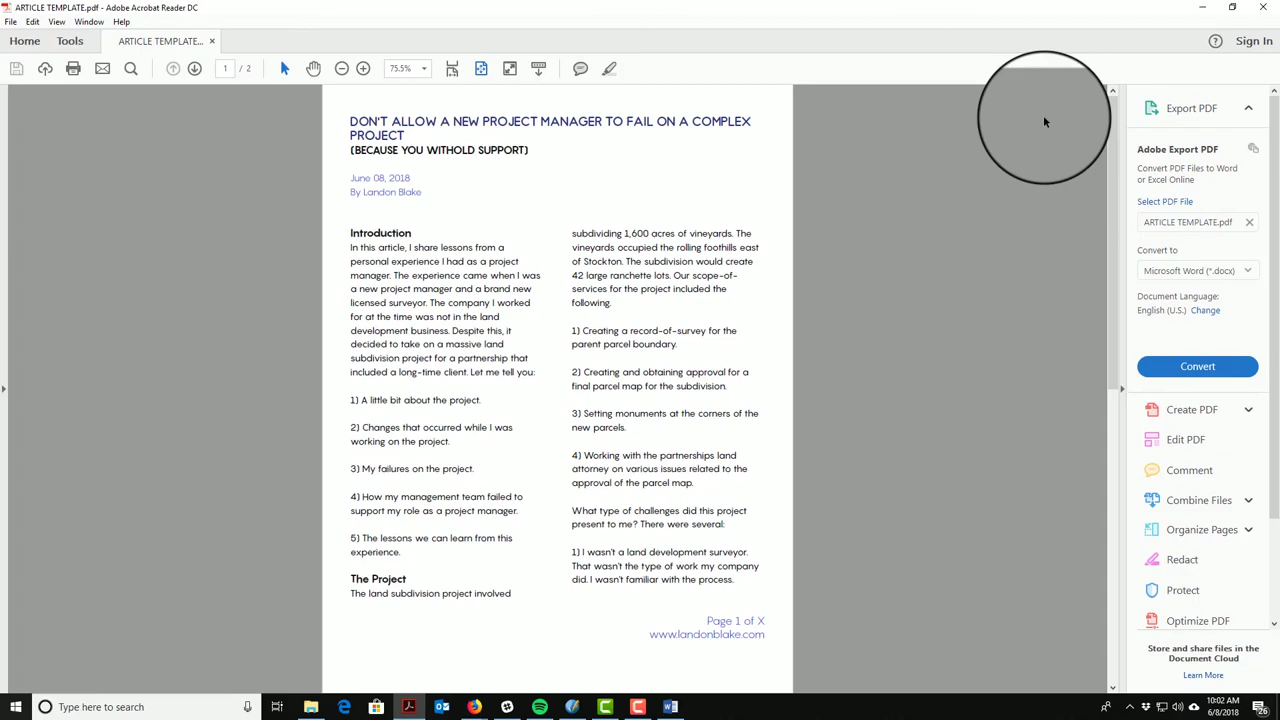 ARTICLE TEMPLATE.pdf - Adobe Acrobat Reader DC
File Edit View Window Help
Home Tools ARTICLE TEMPLATE... × Sign In
1 / 2 75.5%
DON'T ALLOW A NEW PROJECT MANAGER TO FAIL ON A COMPLEX
PROJECT
(BECAUSE YOU WITHOLD SUPPORT)
June 08, 2018
By Landon Blake
Introduction
In this article, I share lessons from a
personal experience I had as a project
manager. The experience came when I was
a new project manager and a brand new
licensed surveyor. The company I worked
for at the time was not in the land
development business. Despite this, it
decided to take on a massive land
subdivision project for a partnership that
included a long-time client. Let me tell you:
1) A little bit about the project.
2) Changes that occurred while I was
working on the project.
3) My failures on the project.
4) How my management team failed to
support my role as a project manager.
5) The lessons we can learn from this
experience.
The Project
The land subdivision project involved
subdividing 1,600 acres of vineyards. The
vineyards occupied the rolling foothills east
of Stockton. The subdivision would create
42 large ranchette lots. Our scope-of-
services for the project included the
following.
1) Creating a record-of-survey for the
parent parcel boundary.
2) Creating and obtaining approval for a
final parcel map for the subdivision.
3) Setting monuments at the corners of the
new parcels.
4) Working with the partnerships land
attorney on various issues related to the
approval of the parcel map.
What type of challenges did this project
present to me? There were several:
1) I wasn't a land development surveyor.
That wasn't the type of work my company
did. I wasn't familiar with the process.
Page 1 of X
www.landonblake.com
Export PDF
Adobe Export PDF
Convert PDF Files to Word
or Excel Online
Select PDF File
ARTICLE TEMPLATE.pdf
Convert to
Microsoft Word (*.docx)
Document Language:
English (U.S.) Change
Convert
Create PDF
Edit PDF
Comment
Combine Files
Organize Pages
Redact
Protect
Optimize PDF
Store and share files in the
Document Cloud
Learn More
Type here to search
10:02 AM
6/8/2018
26